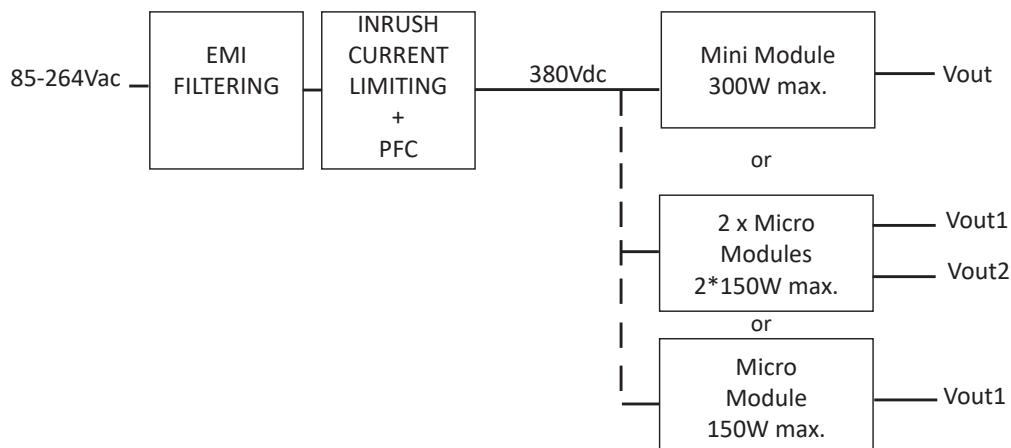 85-264Vac
EMI
FILTERING
INRUSH
CURRENT
LIMITING
+
PFC
380Vdc
Mini Module
300W max.
Vout
or
2 x Micro
Modules
2*150W max.
Vout1
Vout2
or
Micro
Module
150W max.
Vout1